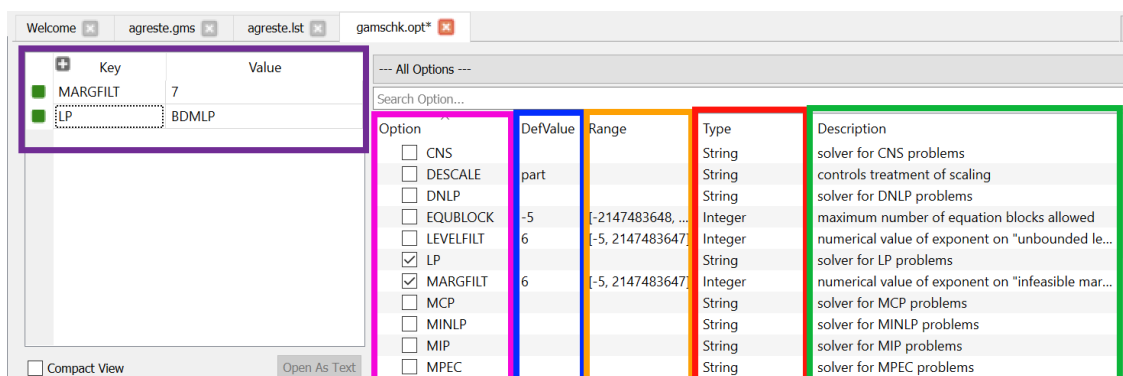 Welcome agreste.gms agreste.lst gamschk.opt*
Key Value
MARGFILT 7
LP BDMLP
Compact View Open As Text
--- All Options ---
Search Option...
Option DefValue Range Type Description
CNS String solver for CNS problems
DESCALE part String controls treatment of scaling
DNLP String solver for DNLP problems
EQUBLOCK -5 [-2147483648, ... Integer maximum number of equation blocks allowed
LEVELFILT 6 [-5, 2147483647] Integer numerical value of exponent on "unbounded le...
LP String solver for LP problems
MARGFILT 6 [-5, 2147483647] Integer numerical value of exponent on "infeasible mar...
MCP String solver for MCP problems
MINLP String solver for MINLP problems
MIP String solver for MIP problems
MPEC String solver for MPEC problems